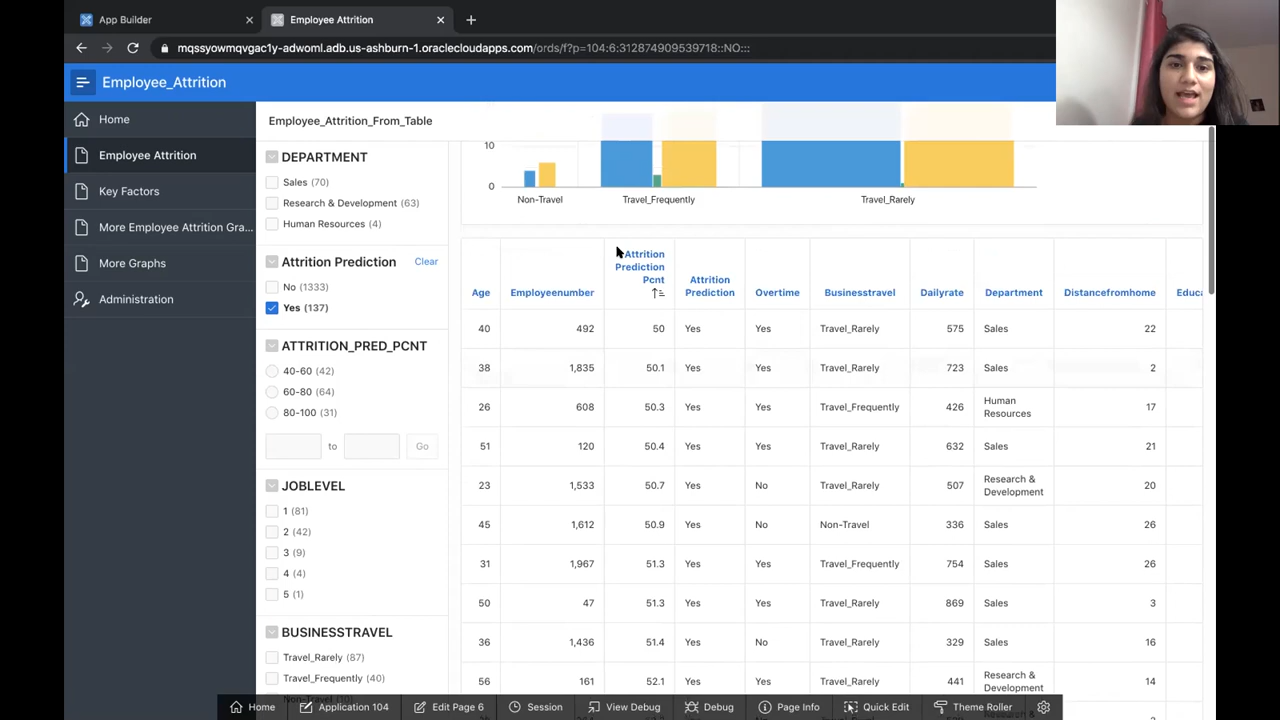 App Builder
Employee Attrition
mqssyowmqvgac1y-adwoml.adb.us-ashburn-1.oraclecloudapps.com/ords/f?p=104:6:312874909539718::NO:::
Employee_Attrition
Home
Employee Attrition
Key Factors
More Employee Attrition Gra...
More Graphs
Administration
Employee_Attrition_From_Table
DEPARTMENT
Sales (70)
Research & Development (63)
Human Resources (4)
Attrition Prediction Clear
No (1333)
Yes (137)
ATTRITION_PRED_PCNT
40-60 (42)
60-80 (64)
80-100 (31)
to Go
JOBLEVEL
1 (81)
2 (42)
3 (9)
4 (4)
5 (1)
BUSINESSTRAVEL
Travel_Rarely (87)
Travel_Frequently (40)
10
0
Non-Travel Travel_Frequently Travel_Rarely
Age Employeenumber Attrition Prediction Pcnt Attrition Prediction Overtime Businesstravel Dailyrate Department Distancefromhome Educa
40 492 50 Yes Yes Travel_Rarely 575 Sales 22
38 1,835 50.1 Yes Yes Travel_Rarely 723 Sales 2
26 608 50.3 Yes Yes Travel_Frequently 426 Human Resources 17
51 120 50.4 Yes Yes Travel_Rarely 632 Sales 21
23 1,533 50.7 Yes No Travel_Rarely 507 Research & Development 20
45 1,612 50.9 Yes No Non-Travel 336 Sales 26
31 1,967 51.3 Yes Yes Travel_Frequently 754 Sales 26
50 47 51.3 Yes Yes Travel_Rarely 869 Sales 3
36 1,436 51.4 Yes No Travel_Rarely 329 Sales 16
56 161 52.1 Yes Yes Travel_Rarely 441 Research & Development 14
Home Application 104 Edit Page 6 Session View Debug Debug Page Info Quick Edit Theme Roller